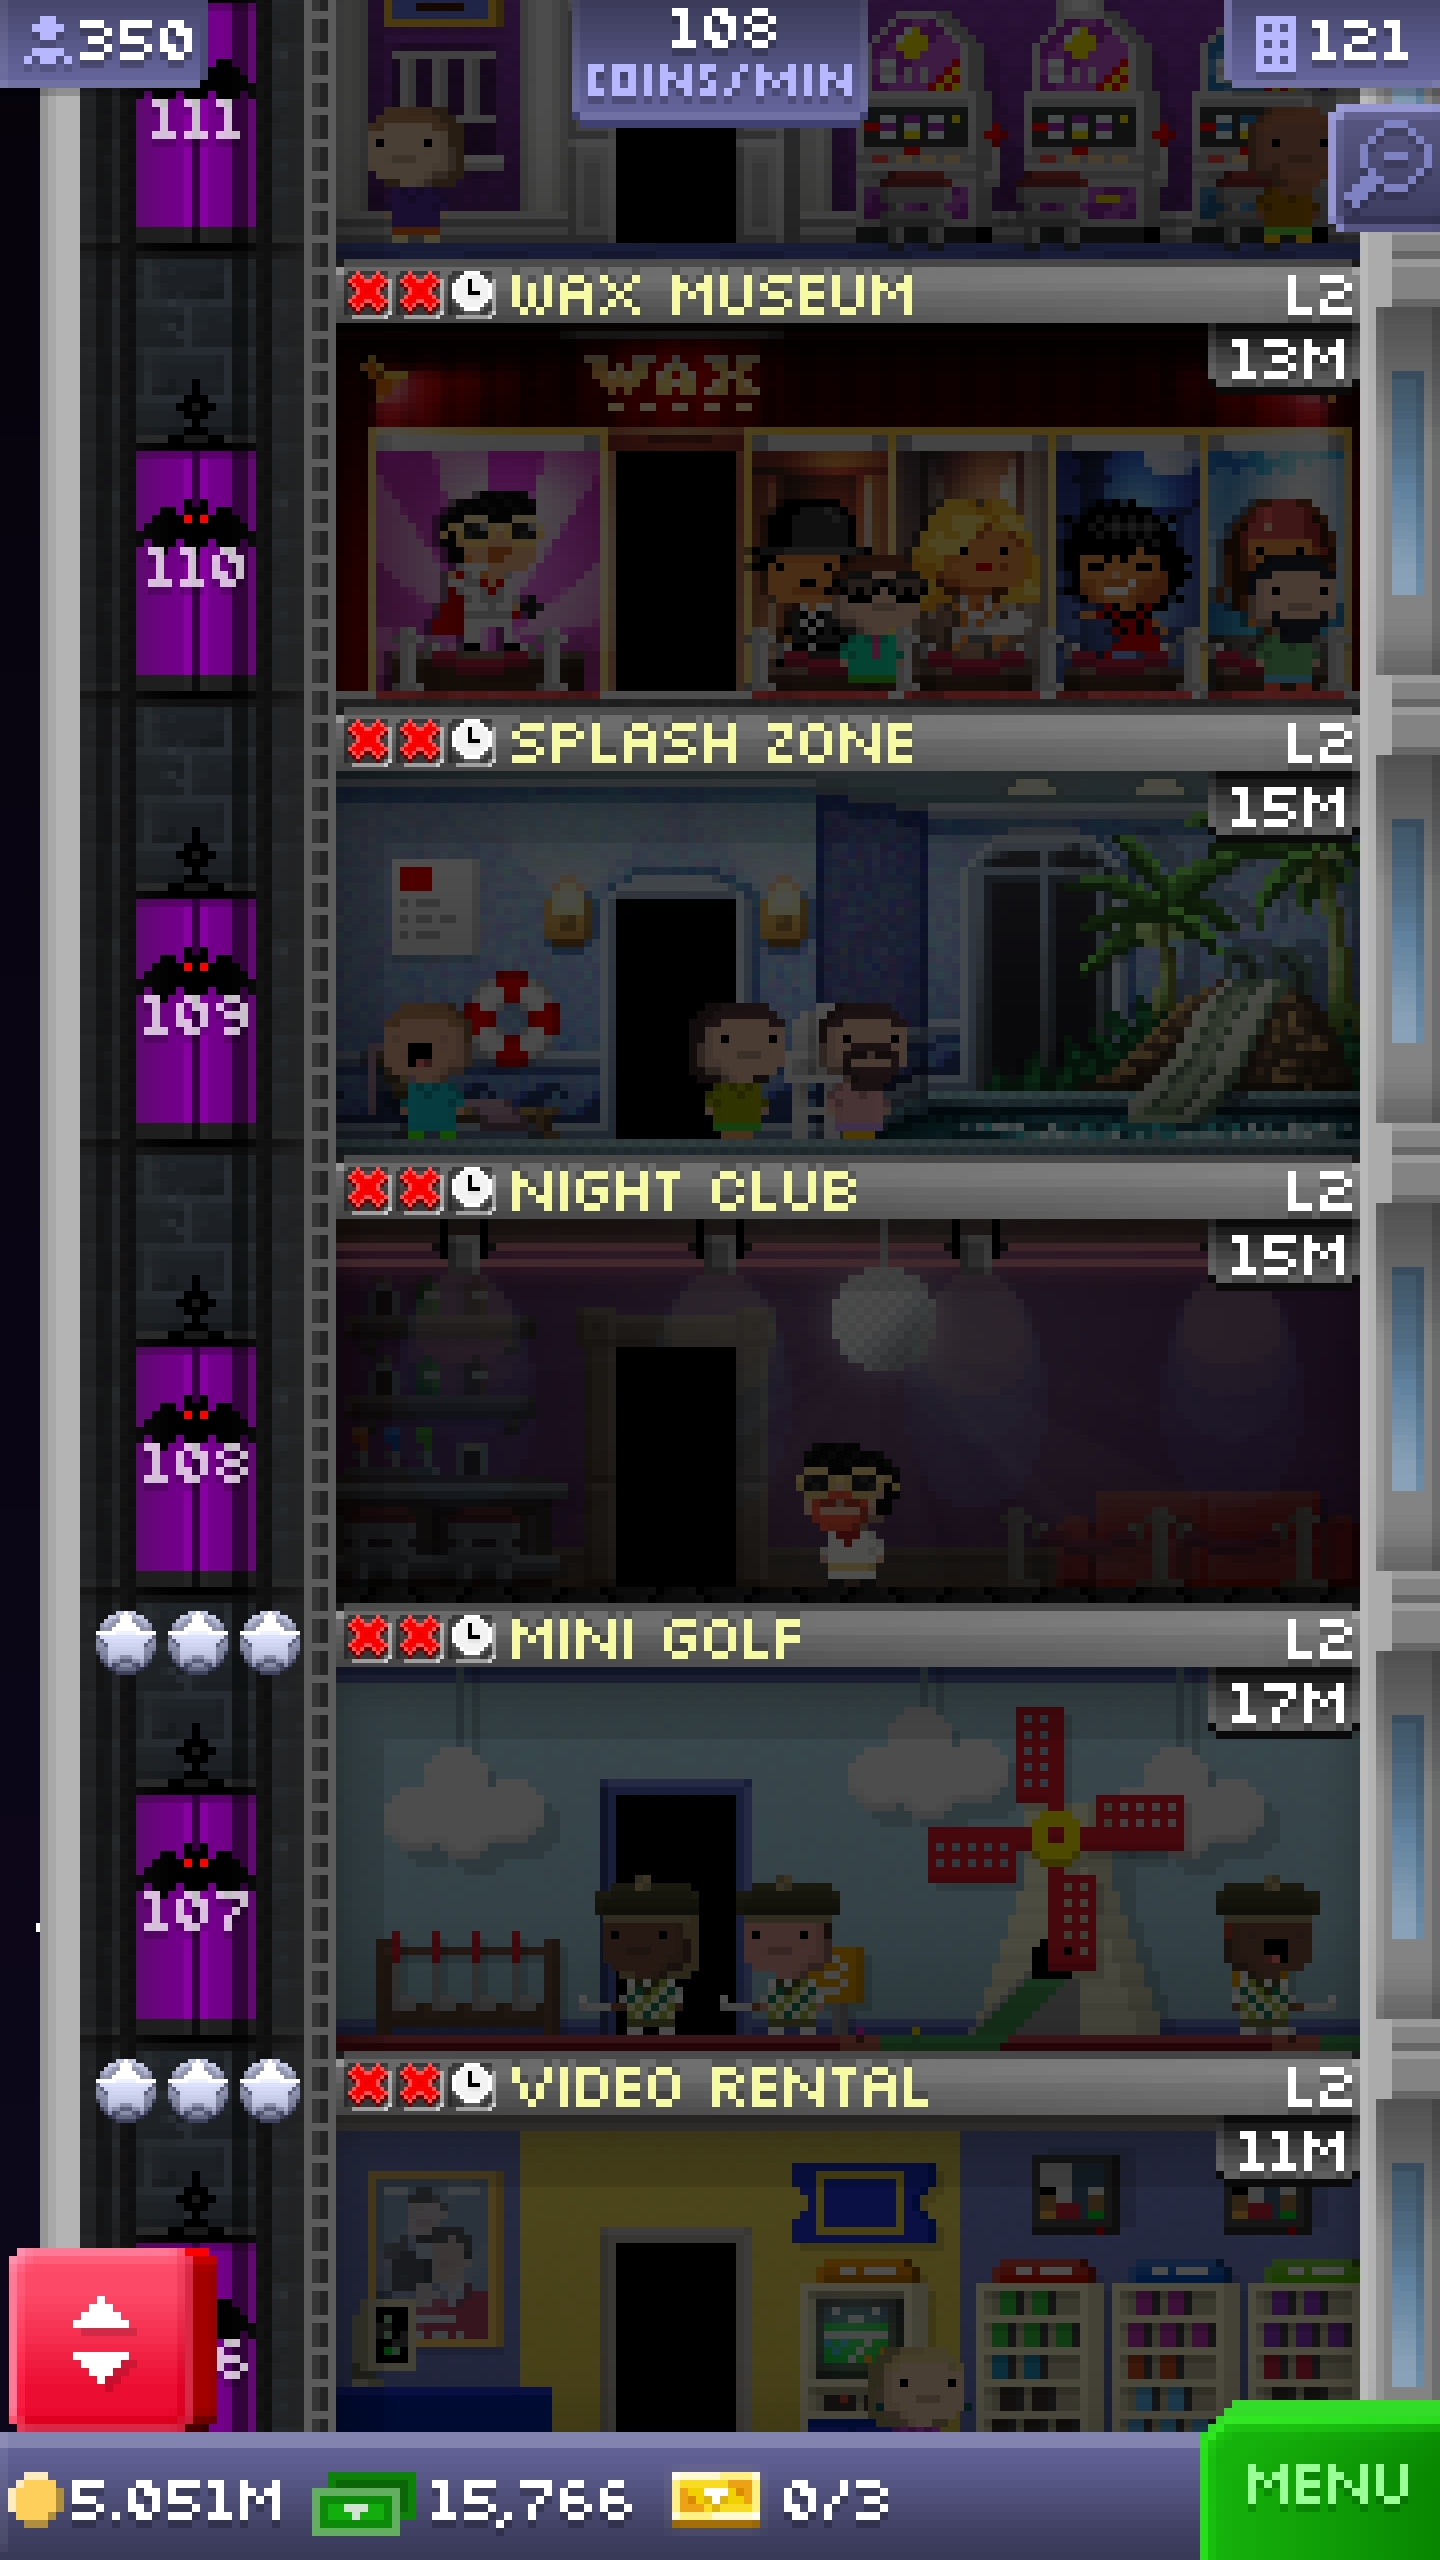 350
108
COINS/MIN
121
111
WAX MUSEUM L2
13M
WAX
110
SPLASH ZONE L2
15M
109
NIGHT CLUB L2
15M
108
MINI GOLF L2
17M
107
VIDEO RENTAL L2
11M
6
5.051M 15,766 0/3
MENU